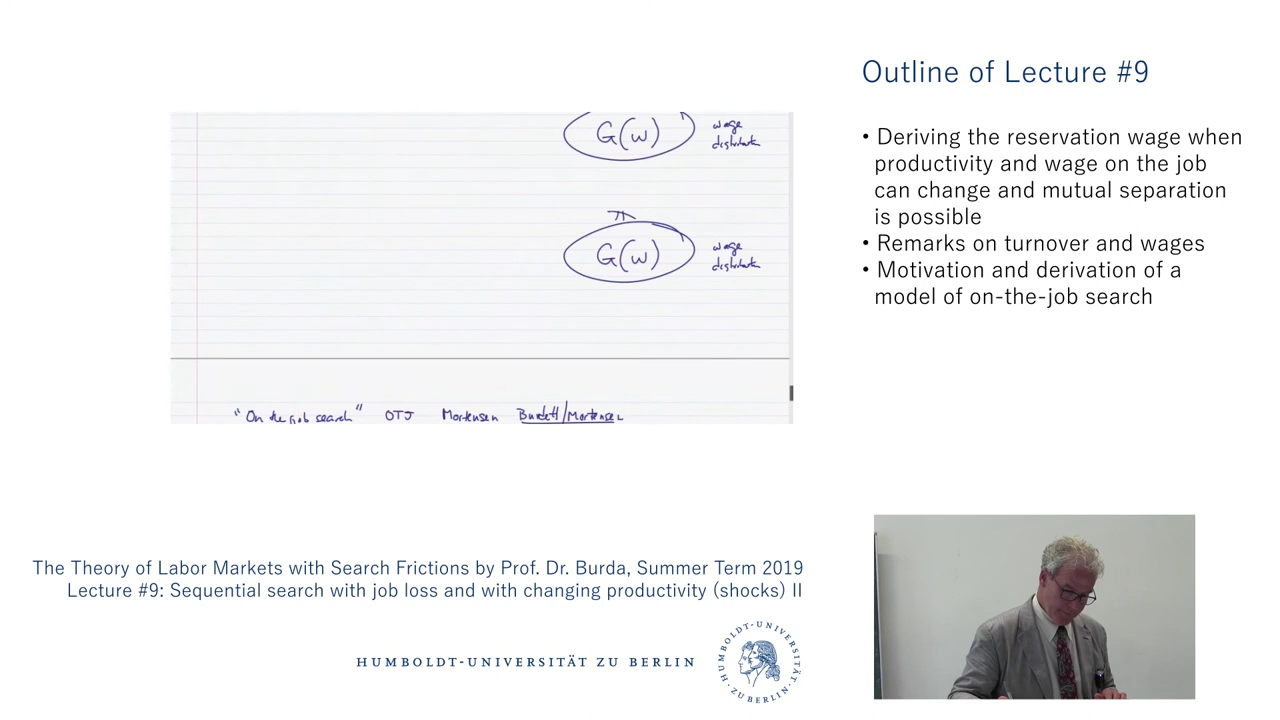 Outline of Lecture #9
• Deriving the reservation wage when
productivity and wage on the job
can change and mutual separation
is possible
• Remarks on turnover and wages
• Motivation and derivation of a
model of on-the-job search
G(w) wage
G(w) wage
"On the job search" OTJ Mortensen Burdett/Mortensen
The Theory of Labor Markets with Search Frictions by Prof. Dr. Burda, Summer Term 2019
Lecture #9: Sequential search with job loss and with changing productivity (shocks) II
HUMBOLDT-UNIVERSITÄT ZU BERLIN
HUMBOLDT-UNIVERSITÄT
ZU BERLIN